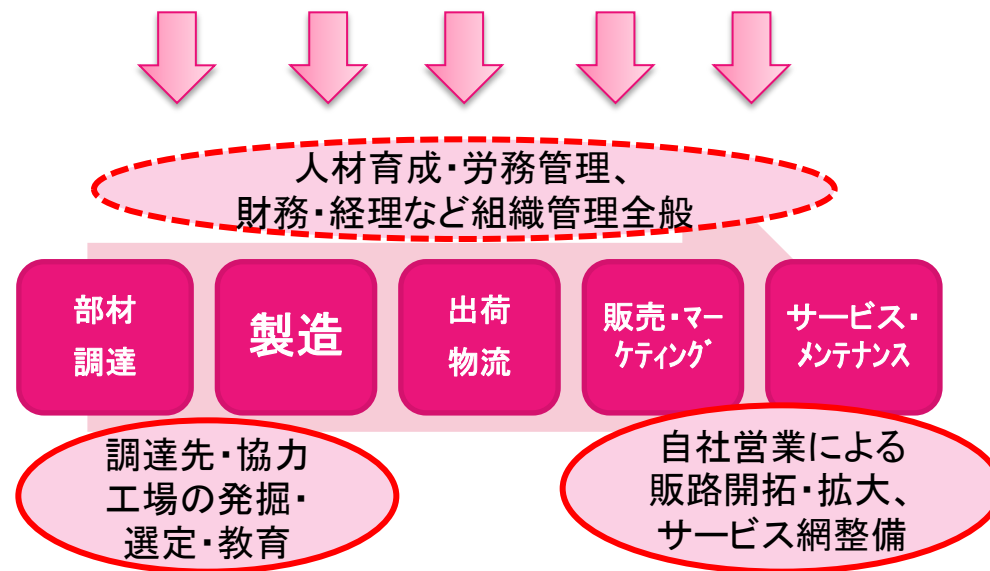 人材育成・労務管理、
財務・経理など組織管理全般
部材
調達
製造
出荷
物流
販売・マー
ケティング
サービス・
メンテナンス
調達先・協力
工場の発掘・
選定・教育
自社営業による
販路開拓・拡大、
サービス網整備